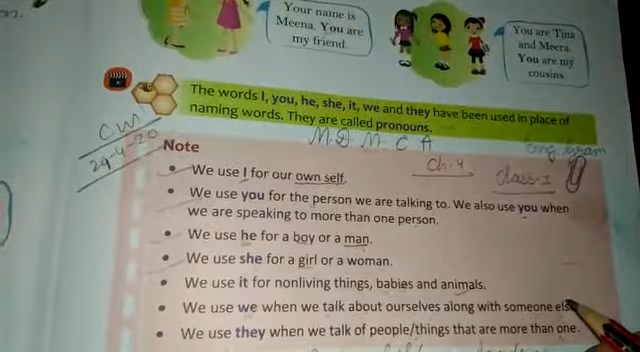 Your name is
Meena. You are
my friend.
You are Tina
and Meera.
You are my
cousins.
The words I, you, he, she, it, we and they have been used in place of
naming words. They are called pronouns.
M D M C A
Eng Gram
CW
29-4-20
Note
Ch-4
Class-I
• We use I for our own self.
• We use you for the person we are talking to. We also use you when
we are speaking to more than one person.
• We use he for a boy or a man.
• We use she for a girl or a woman.
• We use it for nonliving things, babies and animals.
• We use we when we talk about ourselves along with someone else
• We use they when we talk of people/things that are more than one.